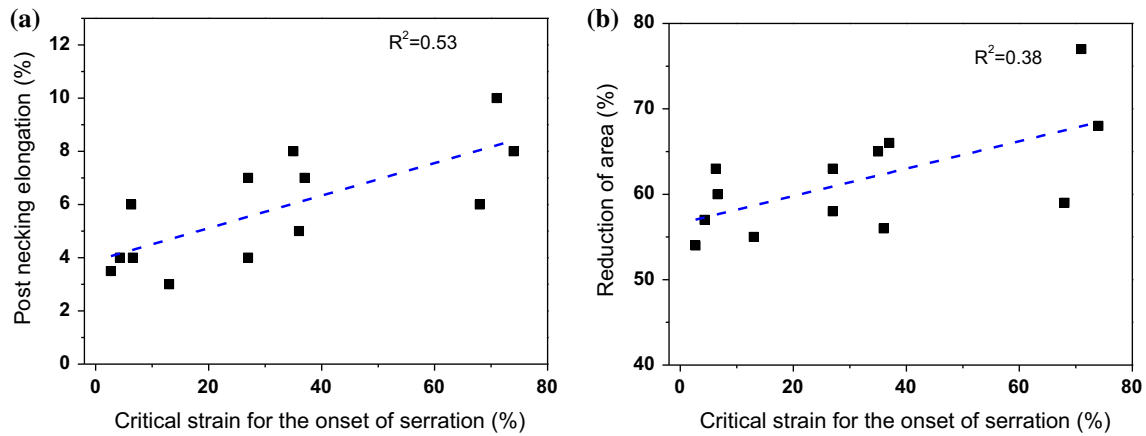 (a)
R²=0.53
Post necking elongation (%)
12
10
8
6
4
2
0
0 20 40 60 80
Critical strain for the onset of serration (%)
(b)
R²=0.38
Reduction of area (%)
80
70
60
50
40
0 20 40 60 80
Critical strain for the onset of serration (%)